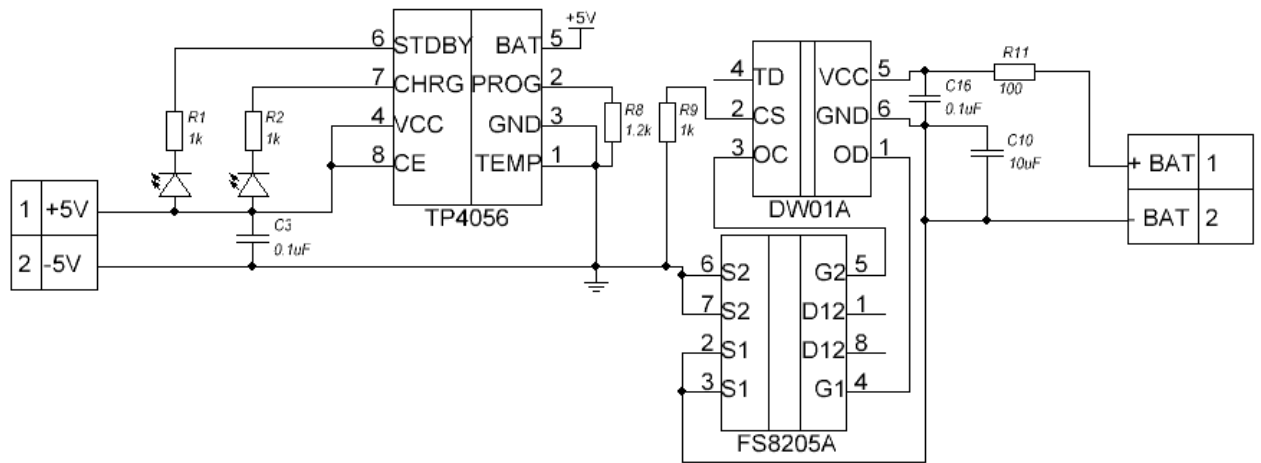 1 +5V
2 -5V
R1
1k
R2
1k
C3
0.1uF
6 STDBY BAT 5 +5V
7 CHRG PROG 2
4 VCC GND 3
8 CE TEMP 1
TP4056
R8
1.2k
R9
1k
4 TD VCC 5
2 CS GND 6
3 OC OD 1
DW01A
R11
100
C16
0.1uF
C10
10uF
+ BAT 1
- BAT 2
6 S2 G2 5
7 S2 D12 1
2 S1 D12 8
3 S1 G1 4
FS8205A